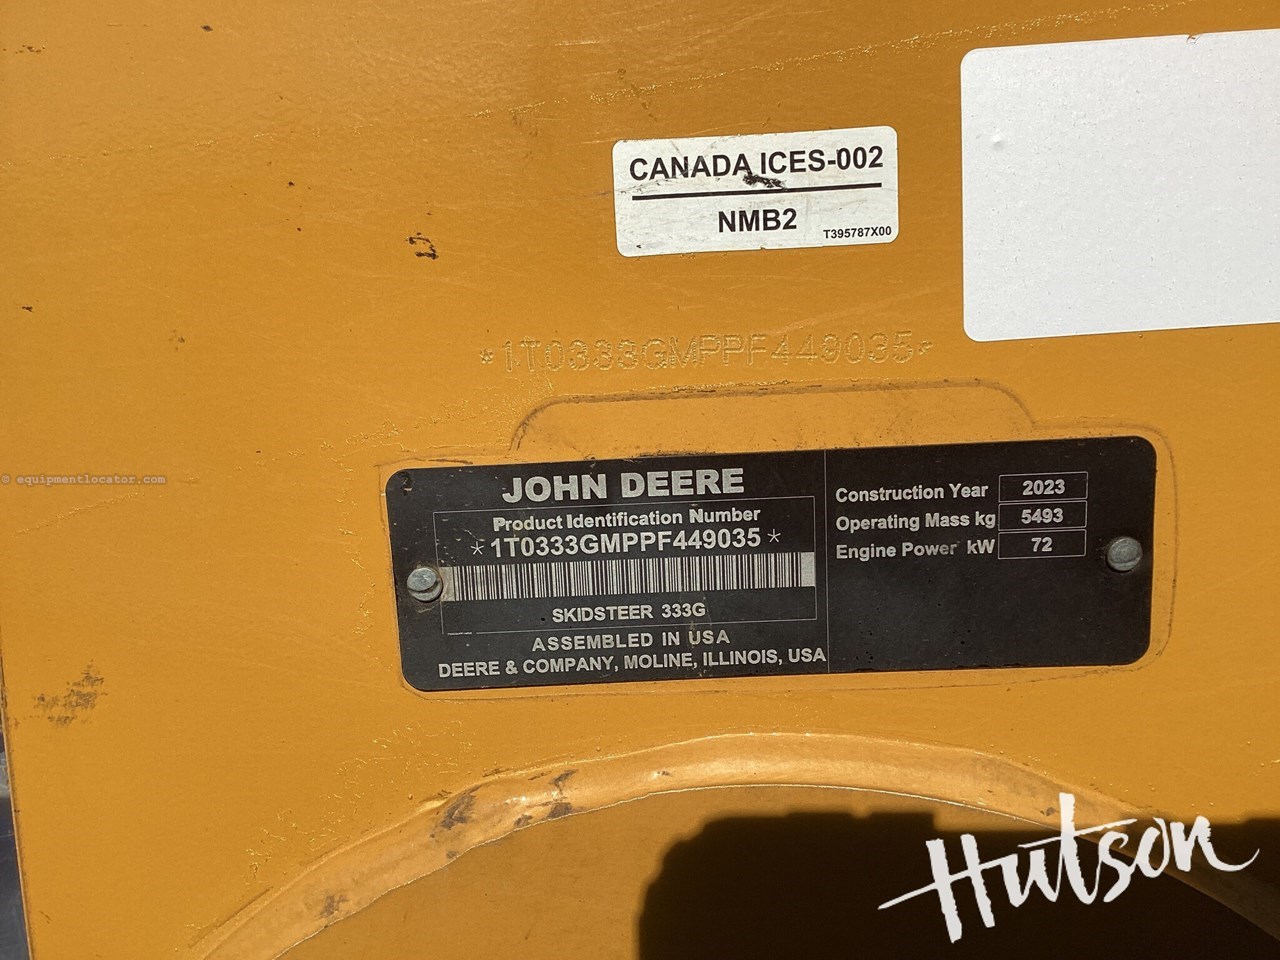 CANADA ICES-002
NMB2
T395787X00
*1T0333GMPPF449035*
JOHN DEERE
Product Identification Number
*1T0333GMPPF449035*
SKIDSTEER 333G
ASSEMBLED IN USA
DEERE & COMPANY, MOLINE, ILLINOIS, USA
Construction Year 2023
Operating Mass kg 5493
Engine Power kW 72
© equipmentlocator.com
Hutson